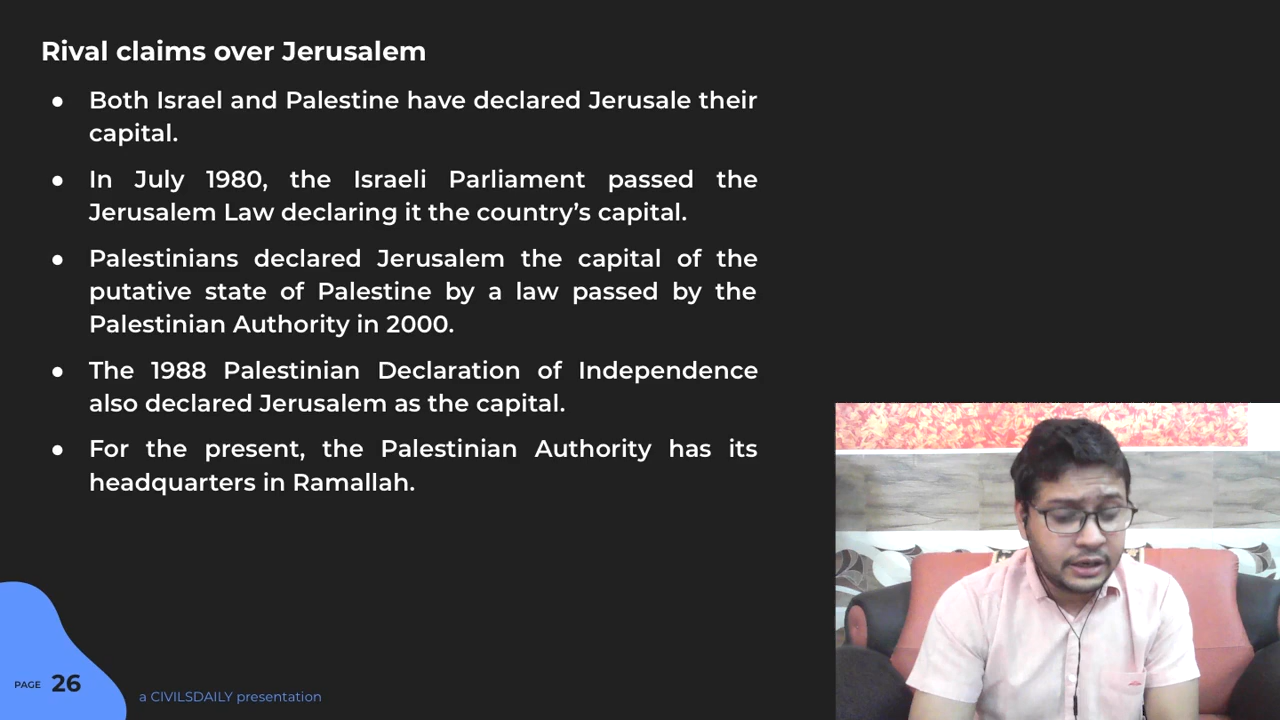 Rival claims over Jerusalem
● Both Israel and Palestine have declared Jerusale their
capital.
● In July 1980, the Israeli Parliament passed the
Jerusalem Law declaring it the country’s capital.
● Palestinians declared Jerusalem the capital of the
putative state of Palestine by a law passed by the
Palestinian Authority in 2000.
● The 1988 Palestinian Declaration of Independence
also declared Jerusalem as the capital.
● For the present, the Palestinian Authority has its
headquarters in Ramallah.
PAGE 26
a CIVILSDAILY presentation